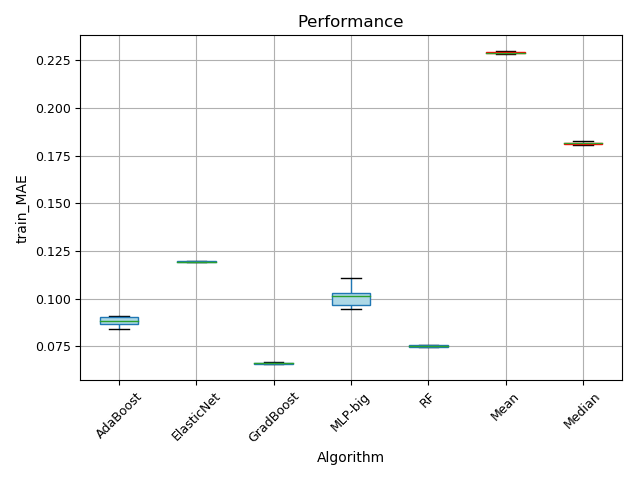 Performance
train_MAE
0.225
0.200
0.175
0.150
0.125
0.100
0.075
AdaBoost
ElasticNet
GradBoost
MLP-big
RF
Mean
Median
Algorithm